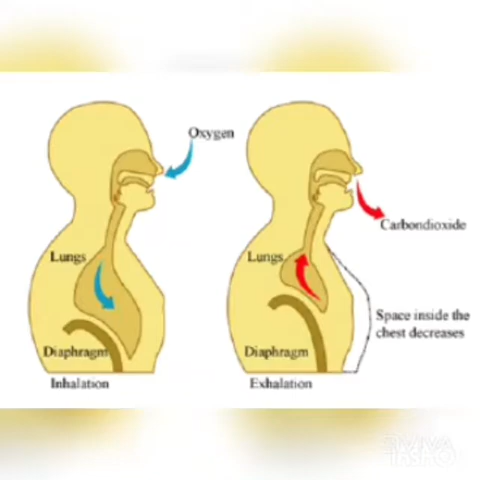 Oxygen
Carbondioxide
Lungs
Lungs
Space inside the
chest decreases
Diaphragm
Diaphragm
Inhalation
Exhalation